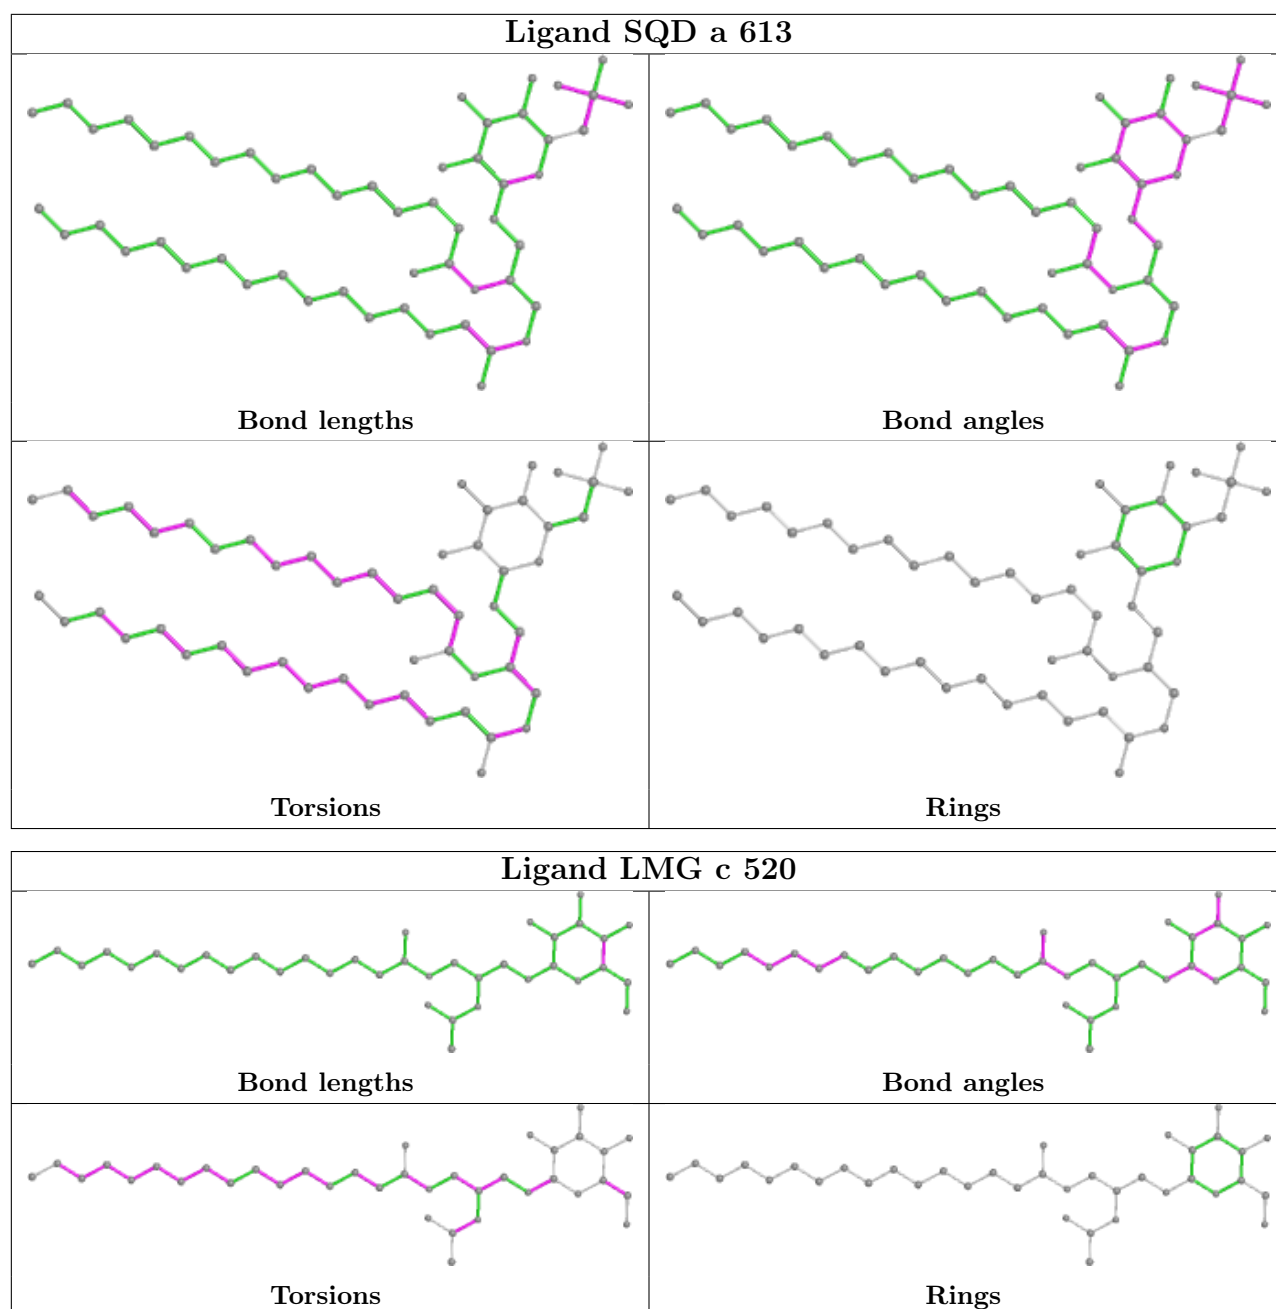 Ligand SQD a 613
Bond lengths
Bond angles
Torsions
Rings
Ligand LMG c 520
Bond lengths
Bond angles
Torsions
Rings